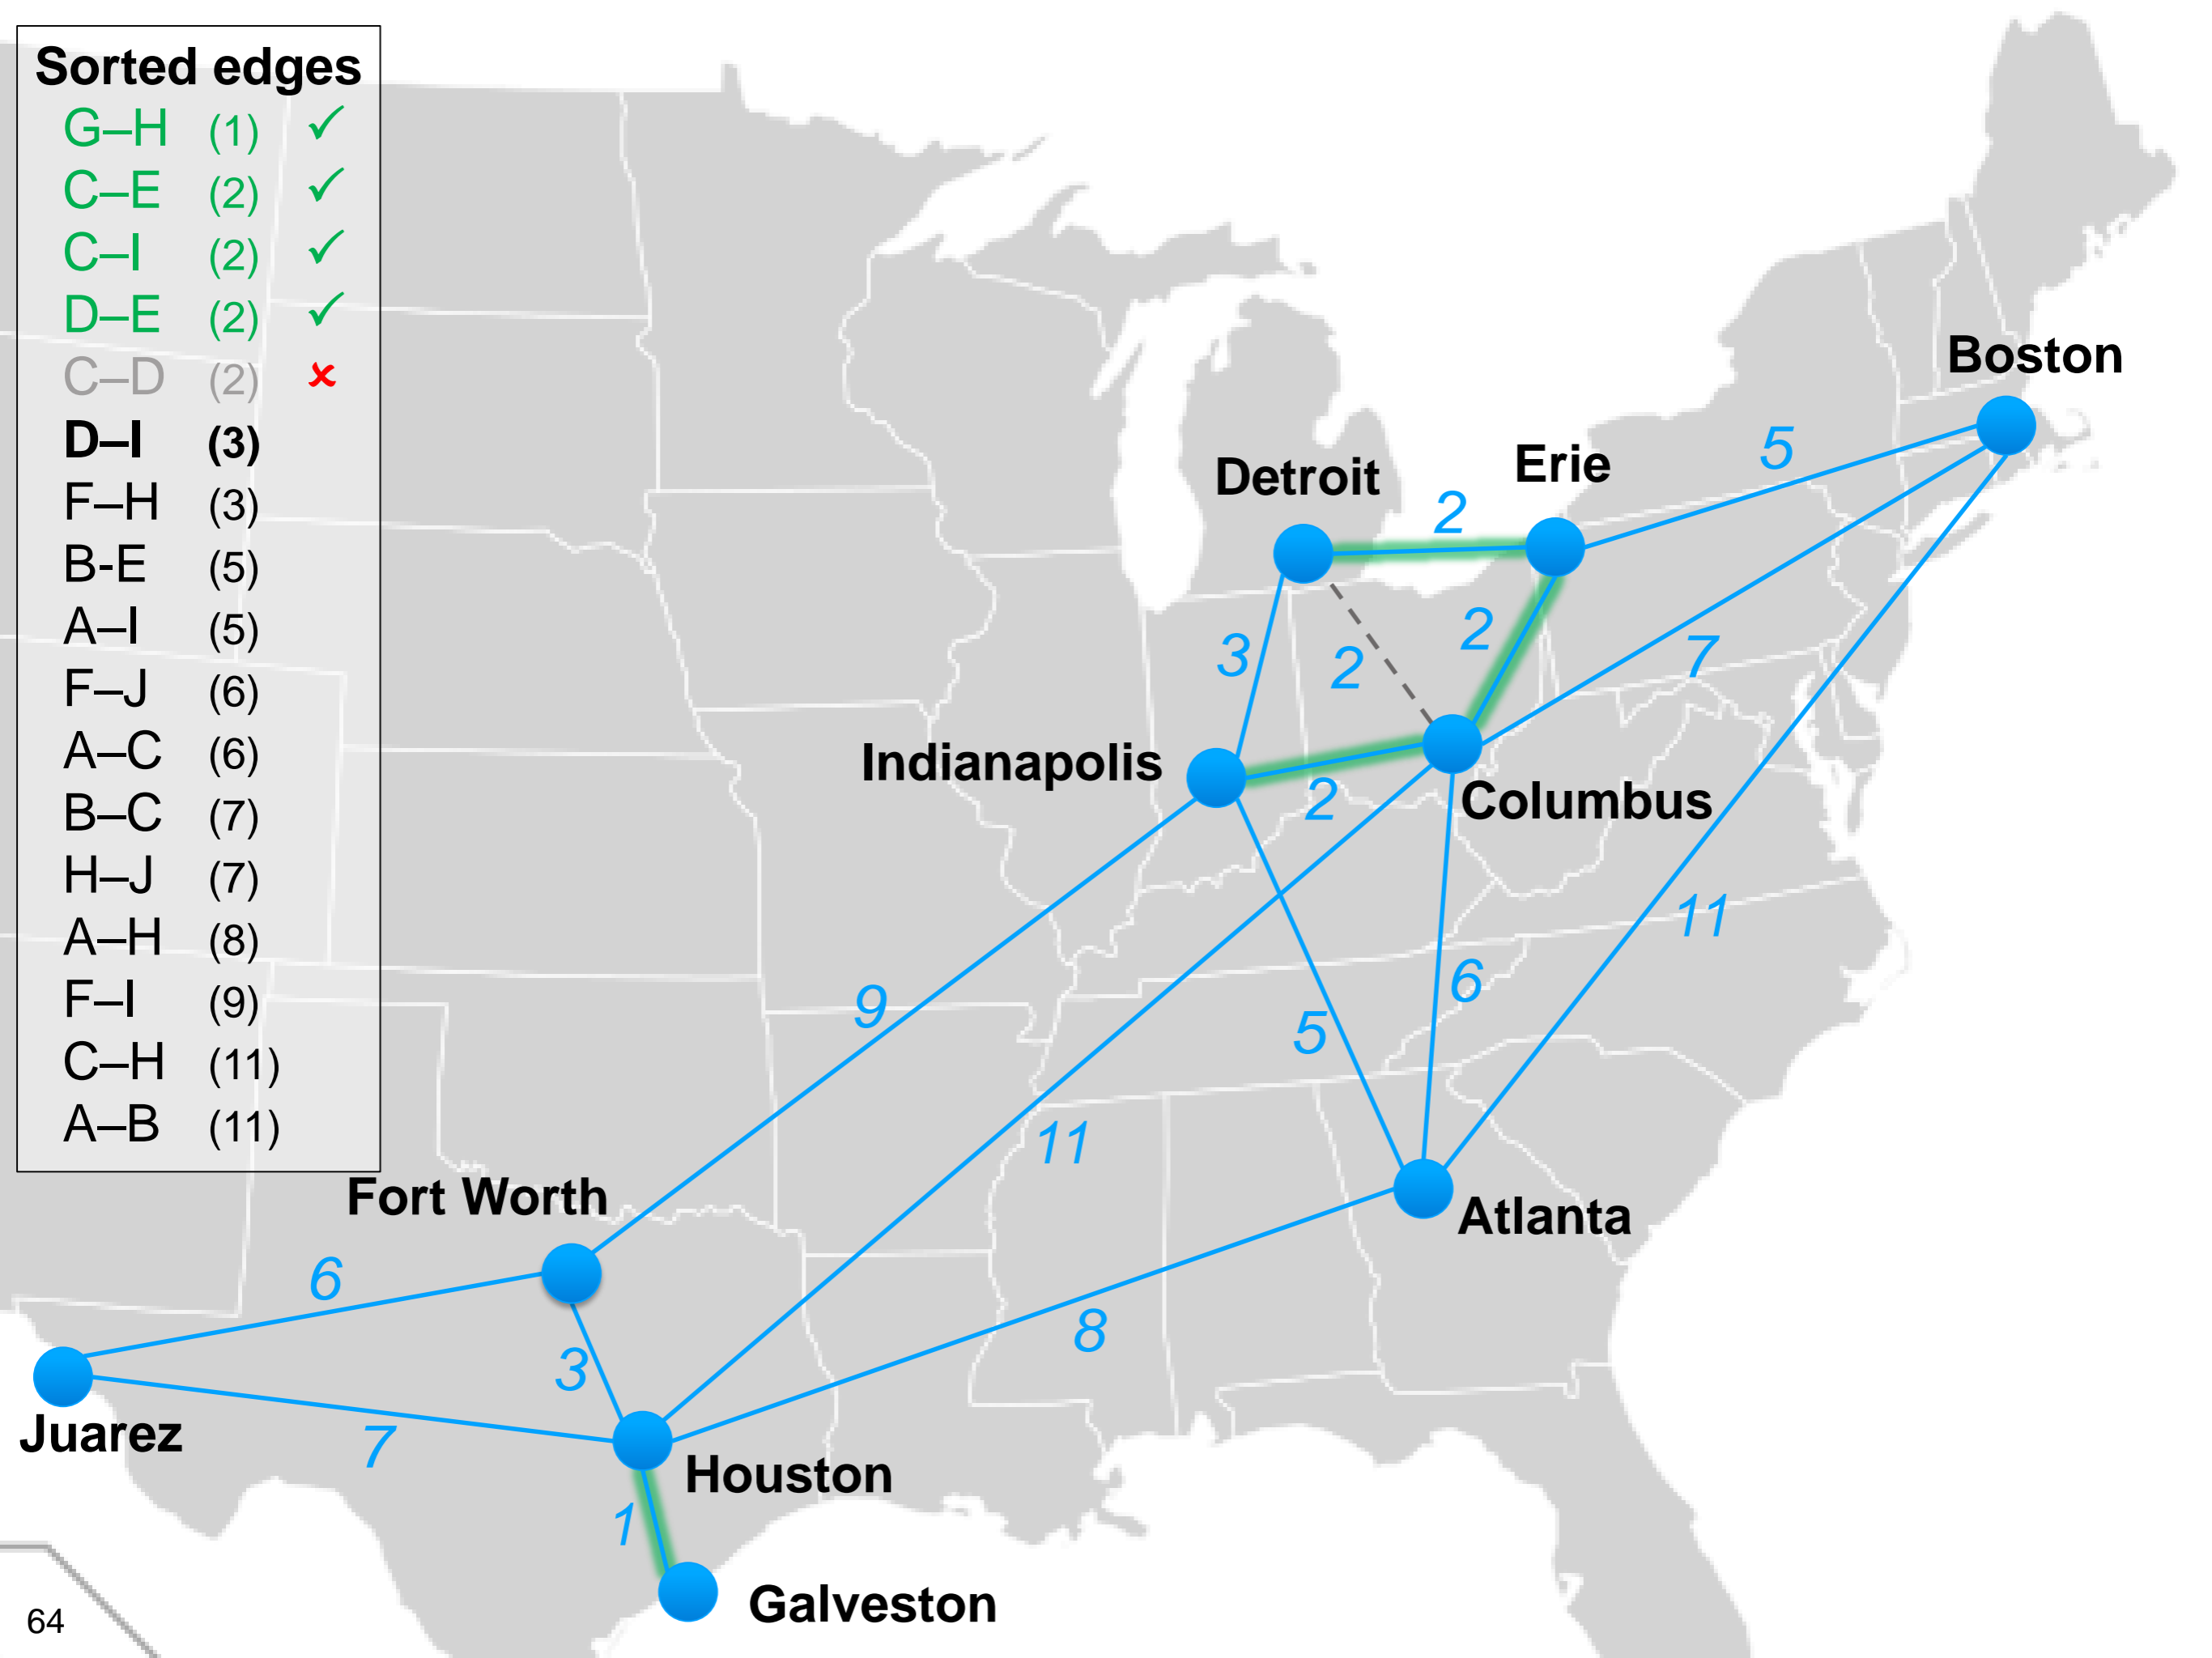 Sorted edges
G–H (1) ✓
C–E (2) ✓
C–I (2) ✓
D–E (2) ✓
C–D (2) ✘
D–I (3)
F–H (3)
B-E (5)
A–I (5)
F–J (6)
A–C (6)
B–C (7)
H–J (7)
A–H (8)
F–I (9)
C–H (11)
A–B (11)
Boston
5
Erie
Detroit
2
2
3
2
7
Indianapolis
2
Columbus
11
6
9
5
11
Fort Worth
Atlanta
6
8
3
Juarez
7
Houston
1
Galveston
64